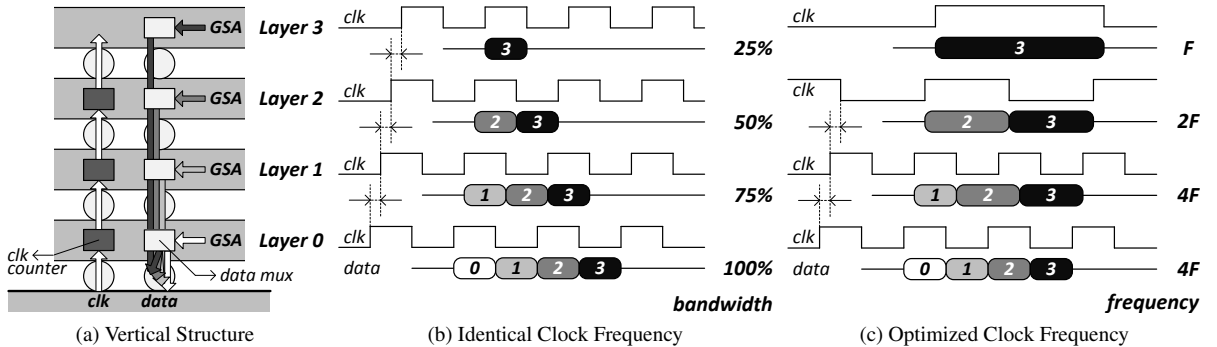 GSA Layer 3
GSA Layer 2
GSA Layer 1
GSA Layer 0
clk
counter
data mux
clk data
(a) Vertical Structure
clk
3
25%
clk
2 3
50%
clk
1 2 3
75%
clk
data
0 1 2 3
100%
bandwidth
(b) Identical Clock Frequency
clk
3
F
clk
2 3
2F
clk
1 2 3
4F
clk
data
0 1 2 3
4F
frequency
(c) Optimized Clock Frequency